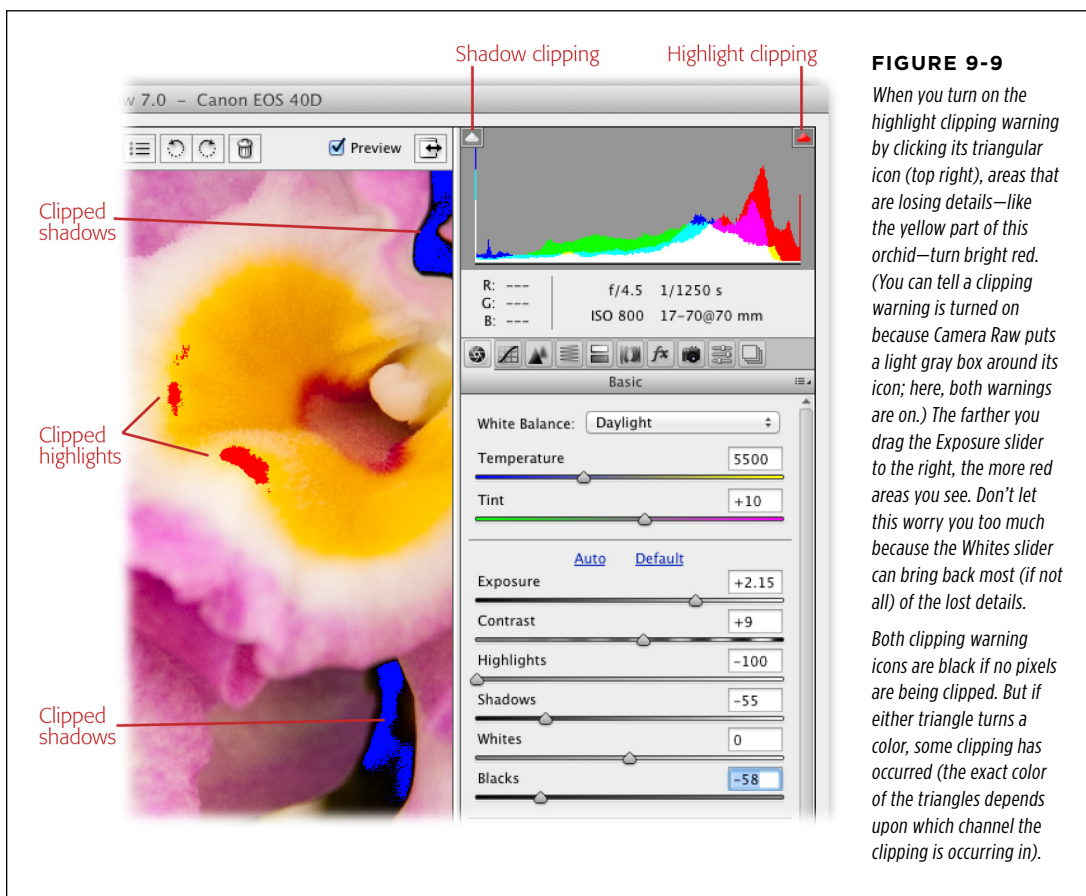 Shadow clipping
Highlight clipping
w 7.0 – Canon EOS 40D
Preview
Clipped
shadows
Clipped
highlights
Clipped
shadows
R: ---
G: ---
B: ---
f/4.5 1/1250 s
ISO 800 17–70@70 mm
fx
Basic
White Balance: Daylight
Temperature 5500
Tint +10
Auto Default
Exposure +2.15
Contrast +9
Highlights -100
Shadows -55
Whites 0
Blacks -58
FIGURE 9-9
When you turn on the
highlight clipping warning
by clicking its triangular
icon (top right), areas that
are losing details—like
the yellow part of this
orchid—turn bright red.
(You can tell a clipping
warning is turned on
because Camera Raw puts
a light gray box around its
icon; here, both warnings
are on.) The farther you
drag the Exposure slider
to the right, the more red
areas you see. Don't let
this worry you too much
because the Whites slider
can bring back most (if not
all) of the lost details.
Both clipping warning
icons are black if no pixels
are being clipped. But if
either triangle turns a
color, some clipping has
occurred (the exact color
of the triangles depends
upon which channel the
clipping is occurring in).